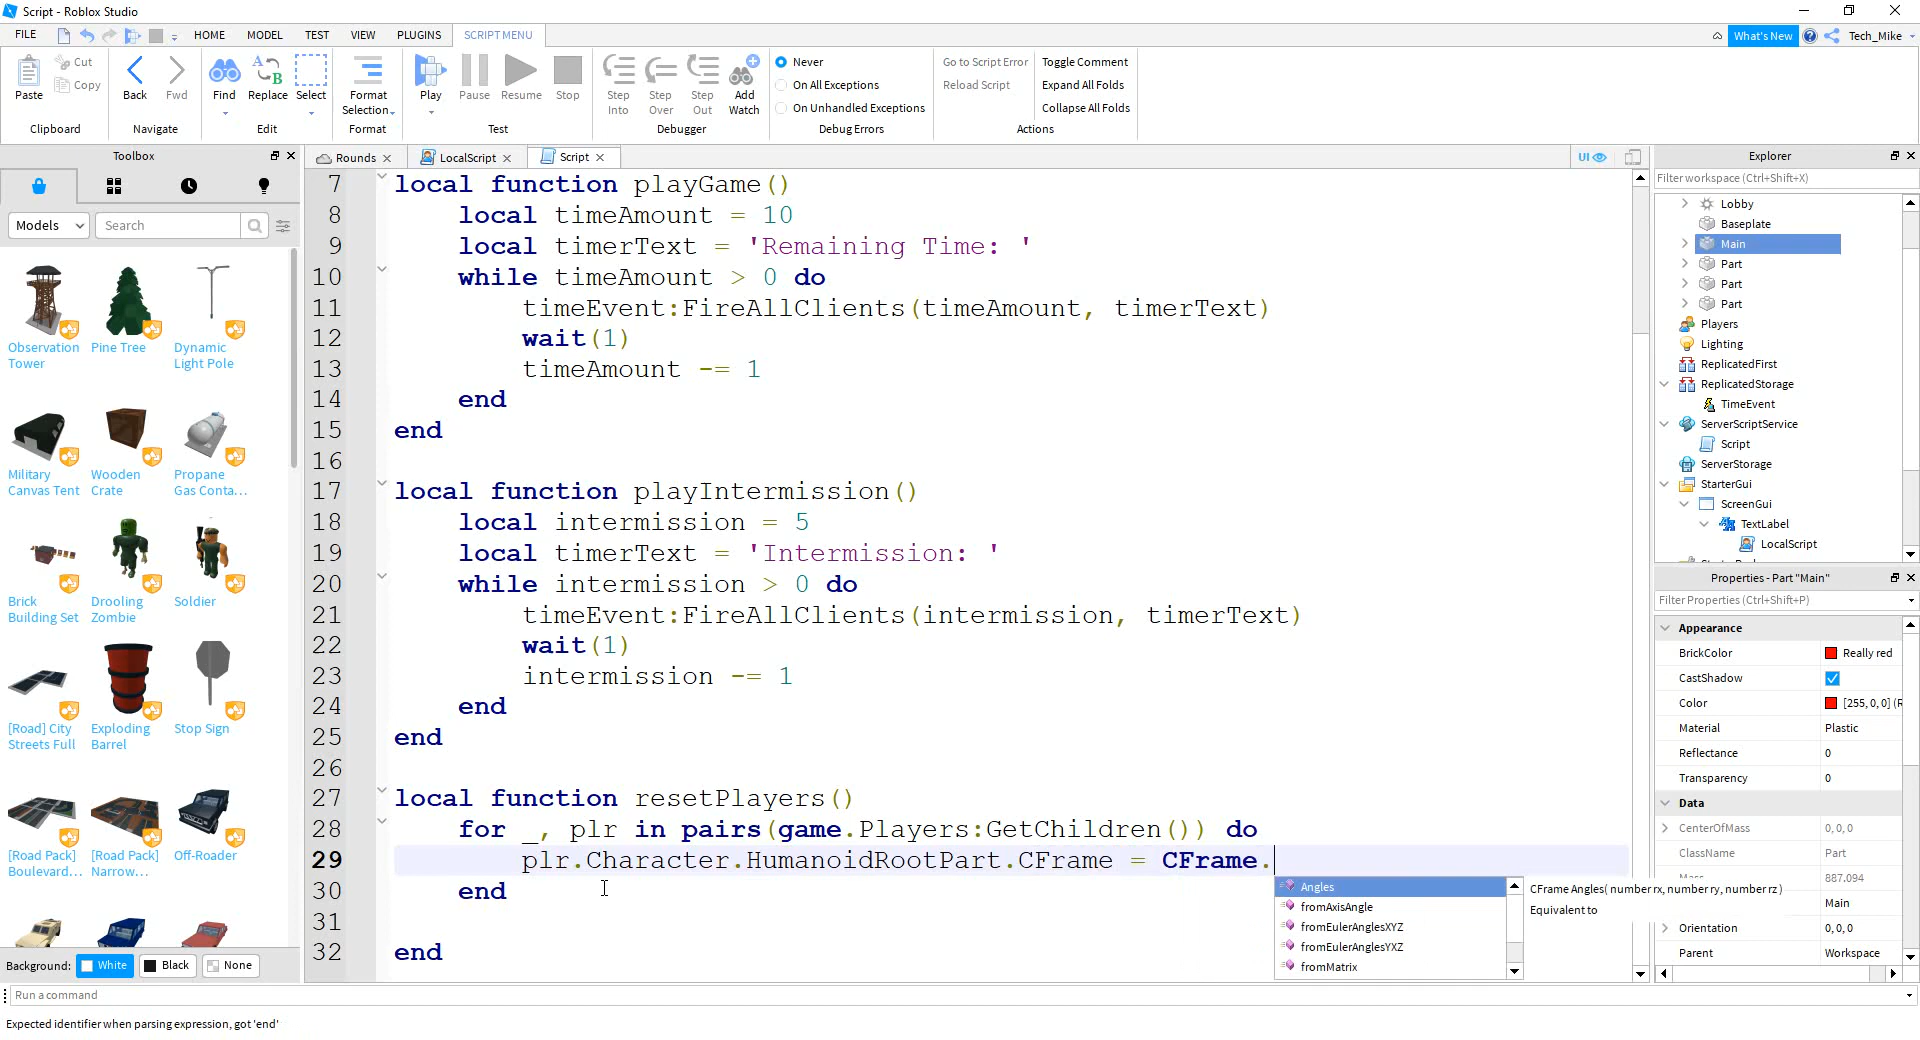 Script - Roblox Studio
FILE
HOME
MODEL
TEST
VIEW
PLUGINS
SCRIPT MENU
What's New
Tech_Mike
Paste
Cut
Copy
Clipboard
Back
Fwd
Navigate
Find
Replace
Select
Edit
Format
Selection
Format
Play
Pause
Resume
Stop
Test
Step
Into
Step
Over
Step
Out
Add
Watch
Debugger
Never
On All Exceptions
On Unhandled Exceptions
Debug Errors
Go to Script Error
Reload Script
Toggle Comment
Expand All Folds
Collapse All Folds
Actions
Toolbox
Models
Search
Observation
Tower
Pine Tree
Dynamic
Light Pole
Military
Canvas Tent
Wooden
Crate
Propane
Gas Conta...
Brick
Building Set
Drooling
Zombie
Soldier
[Road] City
Streets Full
Exploding
Barrel
Stop Sign
[Road Pack]
Boulevard...
[Road Pack]
Narrow...
Off-Roader
Background:
White
Black
None
Rounds
LocalScript
Script
UI
7 local function playGame()
8 local timeAmount = 10
9 local timerText = 'Remaining Time: '
10 while timeAmount > 0 do
11 timeEvent:FireAllClients(timeAmount, timerText)
12 wait(1)
13 timeAmount -= 1
14 end
15 end
16
17 local function playIntermission()
18 local intermission = 5
19 local timerText = 'Intermission: '
20 while intermission > 0 do
21 timeEvent:FireAllClients(intermission, timerText)
22 wait(1)
23 intermission -= 1
24 end
25 end
26
27 local function resetPlayers()
28 for _, plr in pairs(game.Players:GetChildren()) do
29 plr.Character.HumanoidRootPart.CFrame = CFrame.
30 end
31
32 end
Angles
fromAxisAngle
fromEulerAnglesXYZ
fromEulerAnglesYXZ
fromMatrix
CFrame Angles( number rx, number ry, number rz )
Equivalent to
Explorer
Filter workspace (Ctrl+Shift+X)
Lobby
Baseplate
Main
Part
Part
Part
Players
Lighting
ReplicatedFirst
ReplicatedStorage
TimeEvent
ServerScriptService
Script
ServerStorage
StarterGui
ScreenGui
TextLabel
LocalScript
Properties - Part "Main"
Filter Properties (Ctrl+Shift+P)
Appearance
BrickColor
Really red
CastShadow
Color
[255, 0, 0] (R
Material
Plastic
Reflectance
0
Transparency
0
Data
CenterOfMass
0, 0, 0
ClassName
Part
Mass
887.094
Main
Orientation
0, 0, 0
Parent
Workspace
Run a command
Expected identifier when parsing expression, got 'end'